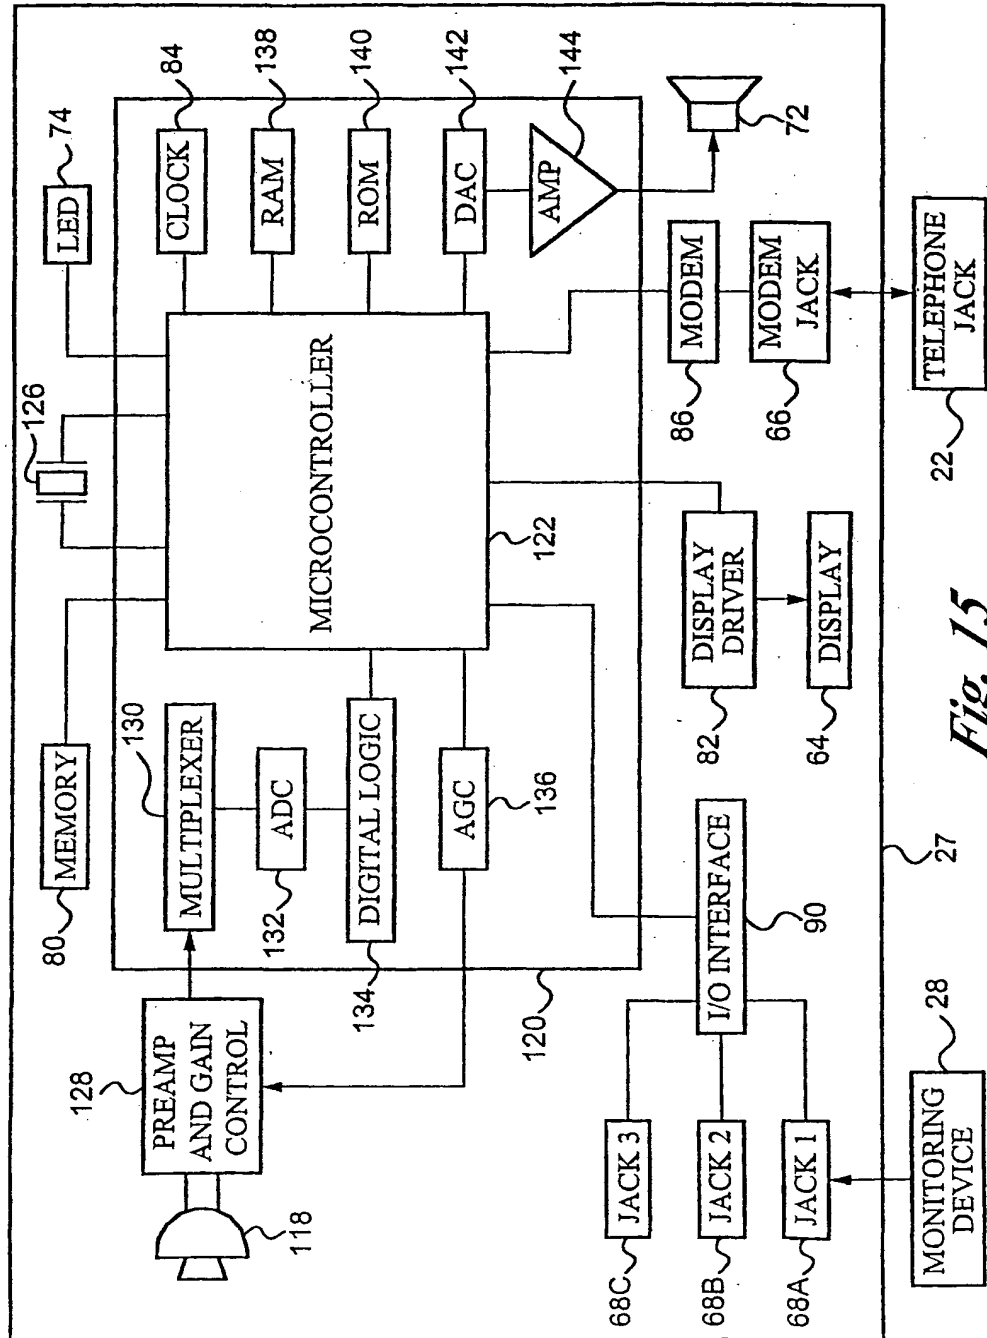 118
128
PREAMP
AND GAIN
CONTROL
80
MEMORY
126
LED
74
130
MULTIPLEXER
132
ADC
134
DIGITAL LOGIC
AGC
136
120
MICROCONTROLLER
122
CLOCK
84
RAM
138
ROM
140
DAC
142
AMP
144
72
68C
JACK 3
68B
JACK 2
68A
JACK 1
I/O INTERFACE
90
82
DISPLAY
DRIVER
64
DISPLAY
86
MODEM
66
MODEM
JACK
MONITORING
DEVICE
28
27
22
TELEPHONE
JACK
Fig. 15